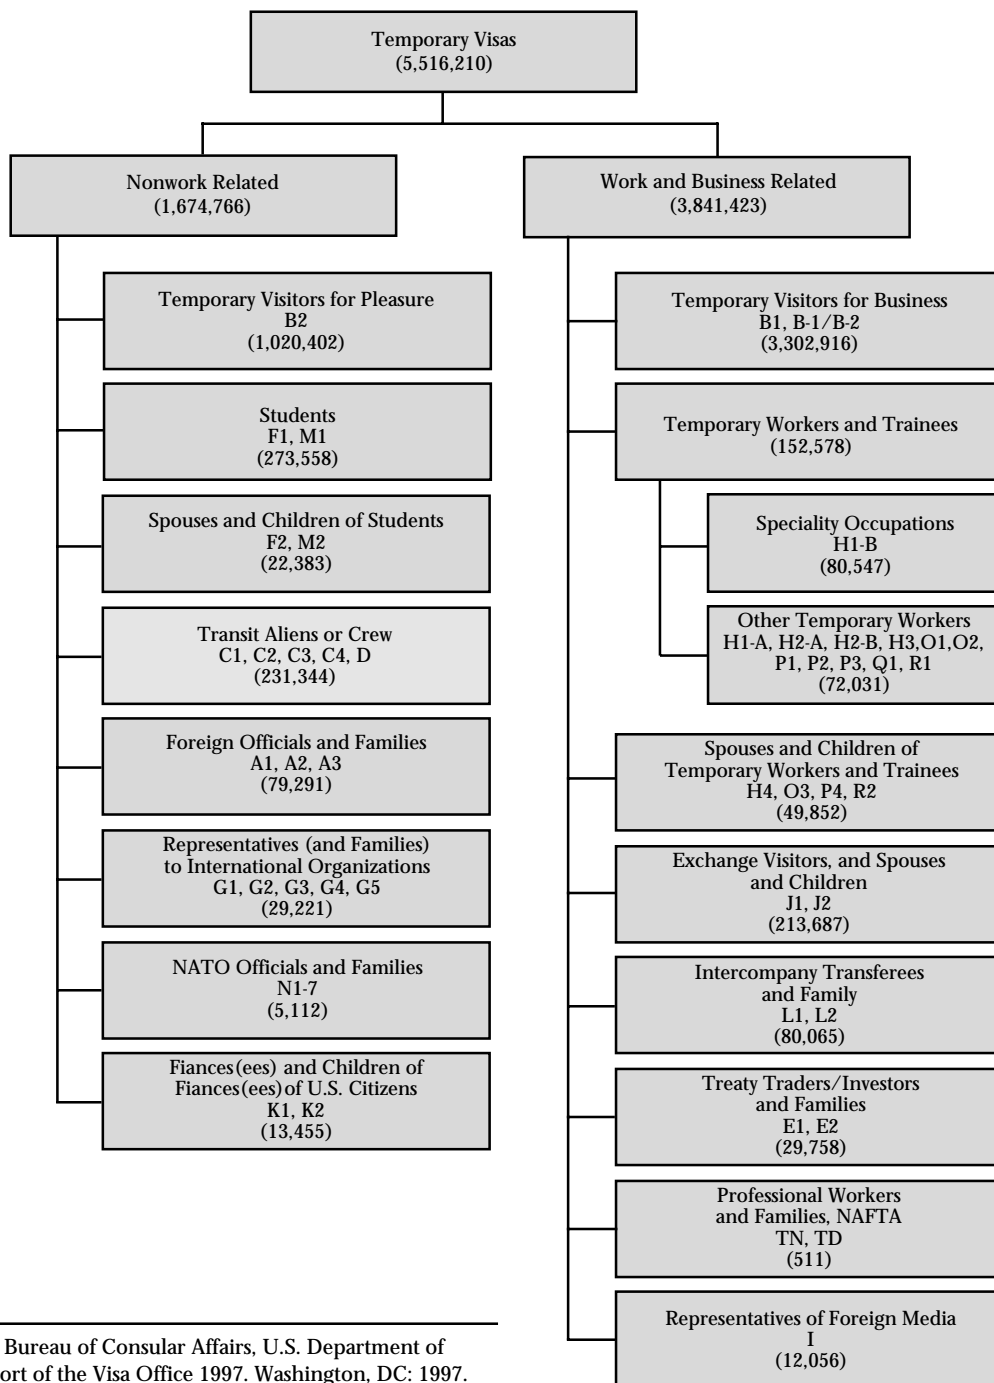 Temporary Visas
(5,516,210)
Nonwork Related
(1,674,766)
Work and Business Related
(3,841,423)
Temporary Visitors for Pleasure
B2
(1,020,402)
Students
F1, M1
(273,558)
Spouses and Children of Students
F2, M2
(22,383)
Transit Aliens or Crew
C1, C2, C3, C4, D
(231,344)
Foreign Officials and Families
A1, A2, A3
(79,291)
Representatives (and Families)
to International Organizations
G1, G2, G3, G4, G5
(29,221)
NATO Officials and Families
N1-7
(5,112)
Fiances(ees) and Children of
Fiances(ees)of U.S. Citizens
K1, K2
(13,455)
Temporary Visitors for Business
B1, B-1/B-2
(3,302,916)
Temporary Workers and Trainees
(152,578)
Speciality Occupations
H1-B
(80,547)
Other Temporary Workers
H1-A, H2-A, H2-B, H3,O1,O2,
P1, P2, P3, Q1, R1
(72,031)
Spouses and Children of
Temporary Workers and Trainees
H4, O3, P4, R2
(49,852)
Exchange Visitors, and Spouses
and Children
J1, J2
(213,687)
Intercompany Transferees
and Family
L1, L2
(80,065)
Treaty Traders/Investors
and Families
E1, E2
(29,758)
Professional Workers
and Families, NAFTA
TN, TD
(511)
Representatives of Foreign Media
I
(12,056)
Bureau of Consular Affairs, U.S. Department of
ort of the Visa Office 1997. Washington, DC: 1997.